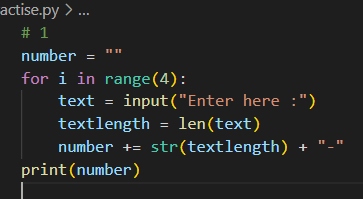 actise.py > ...
# 1
number = ""
for i in range(4):
    text = input("Enter here :")
    textlength = len(text)
    number += str(textlength) + "-"
print(number)